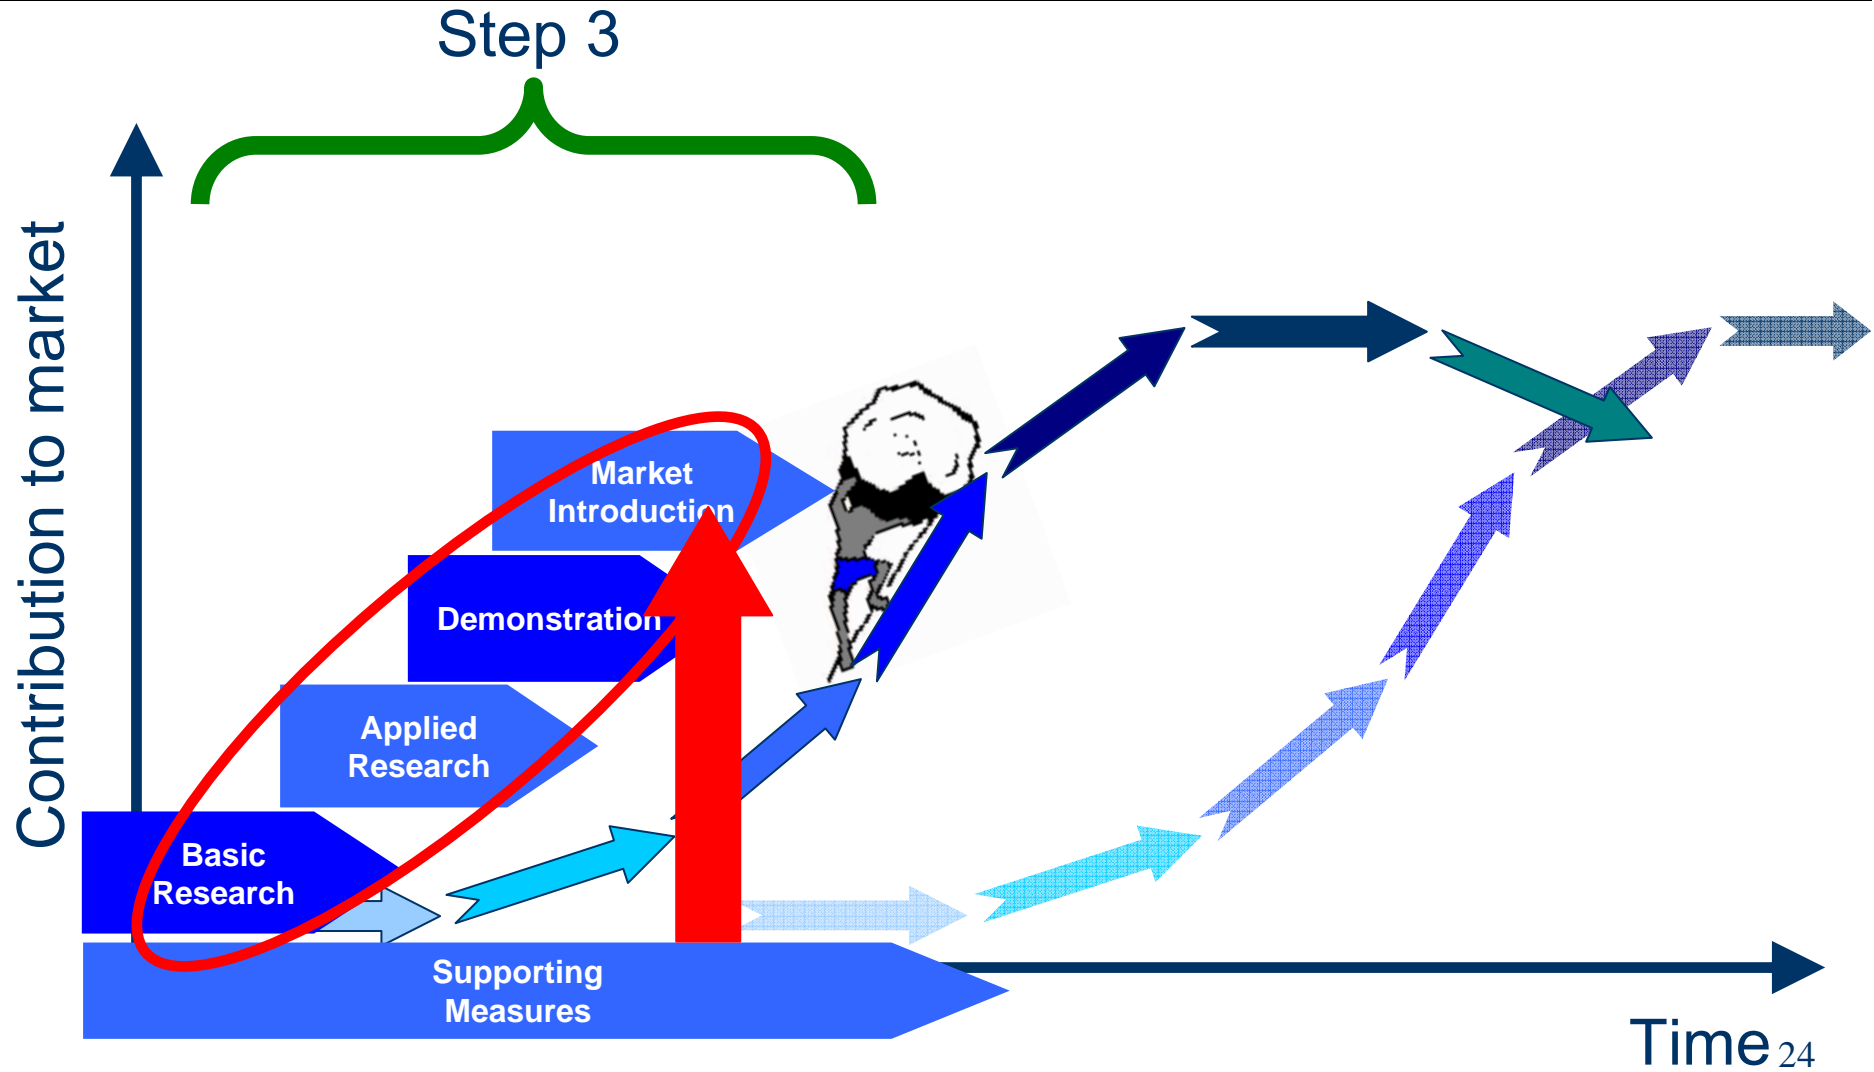 Step 3
Contribution to market
Market
Introduction
Demonstration
Applied
Research
Basic
Research
Supporting
Measures
Time
24